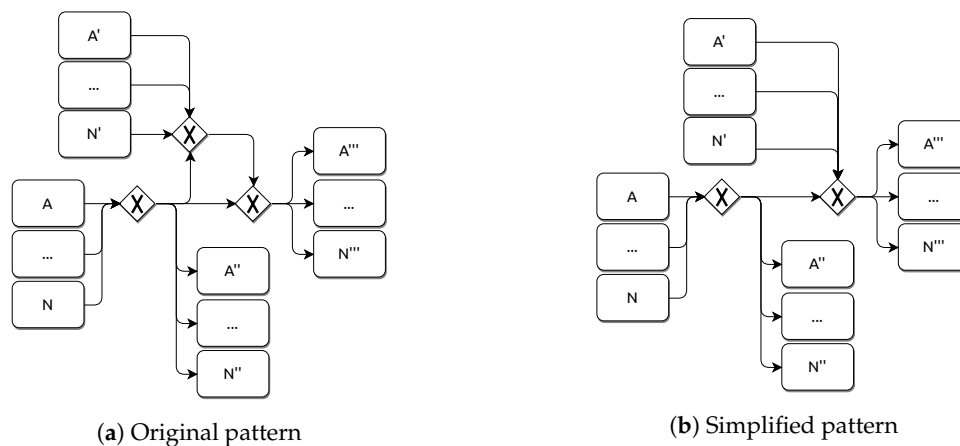 A'
...
N'
X
A
...
N
X
X
A'''
...
N'''
A''
...
N''
(a) Original pattern
A'
...
N'
A
...
N
X
X
A'''
...
N'''
A''
...
N''
(b) Simplified pattern